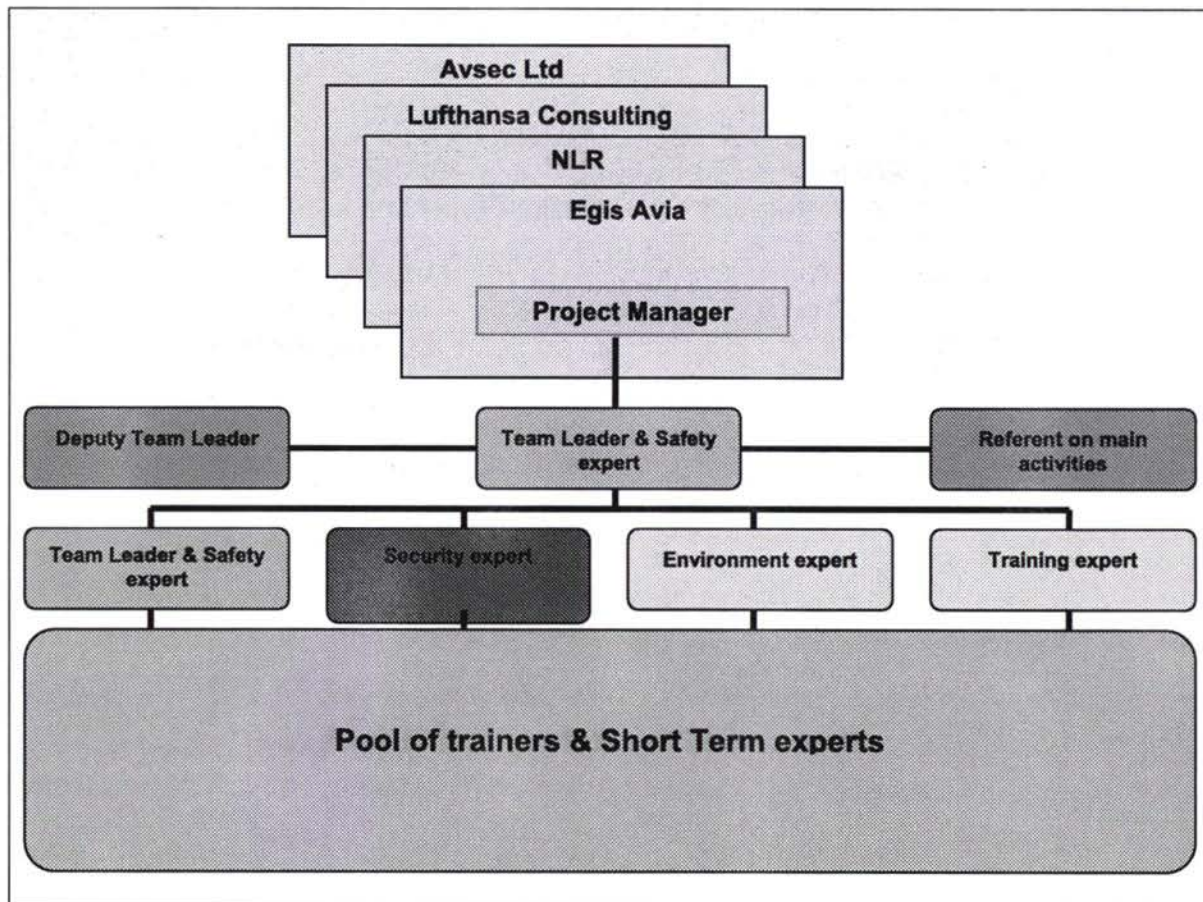 Avsec Ltd
Lufthansa Consulting
NLR
Egis Avia
Project Manager
Deputy Team Leader
Team Leader & Safety
expert
Referent on main
activities
Team Leader & Safety
expert
Security expert
Environment expert
Training expert
Pool of trainers & Short Term experts